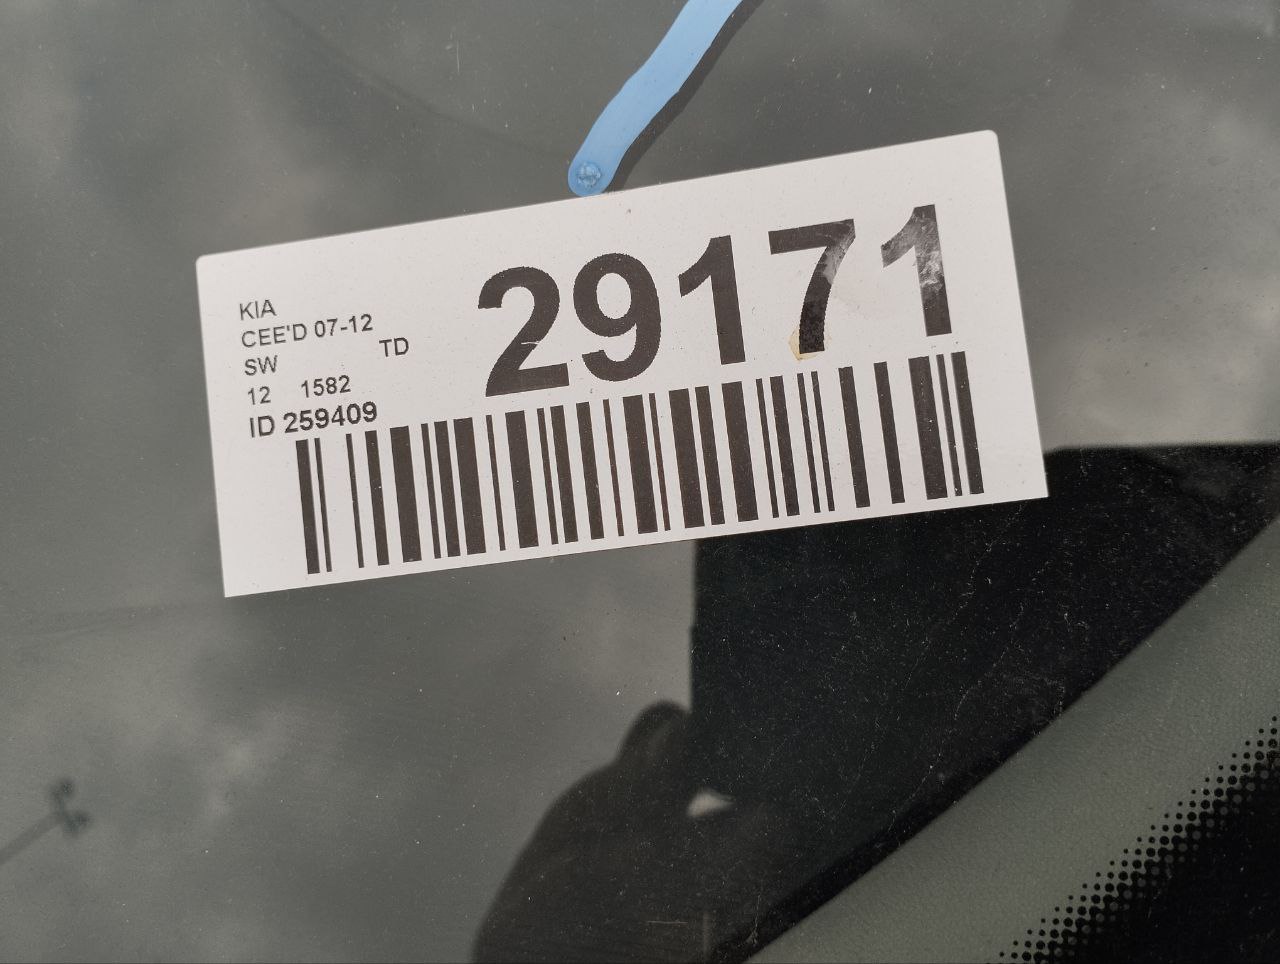 KIA
CEE'D 07-12
SW TD
12 1582
ID 259409
29171